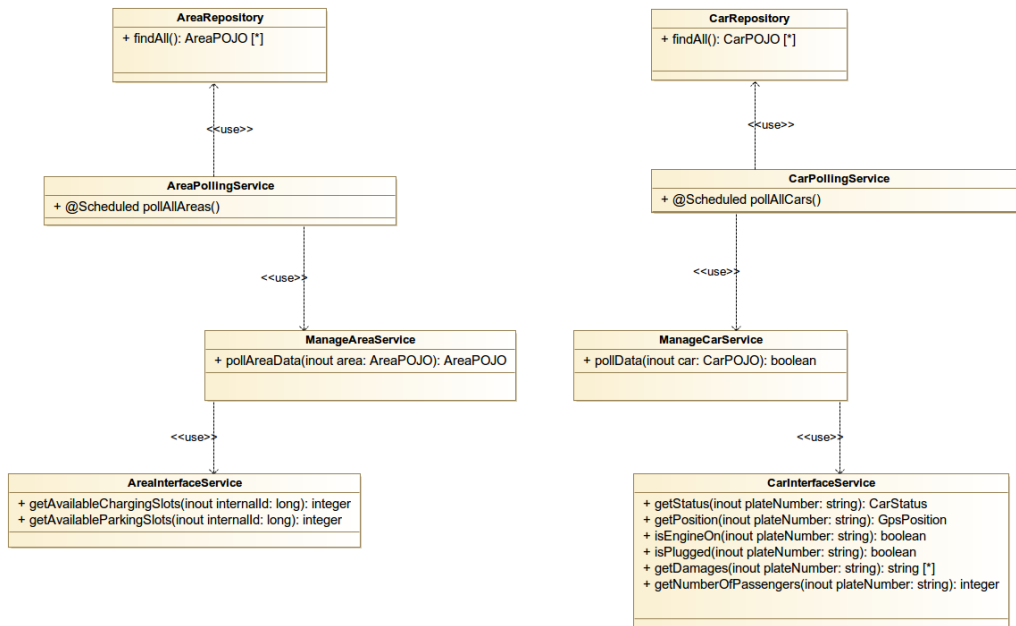 AreaRepository
+ findAll(): AreaPOJO [*]
<<use>>
AreaPollingService
+ @Scheduled pollAllAreas()
<<use>>
ManageAreaService
+ pollAreaData(inout area: AreaPOJO): AreaPOJO
<<use>>
AreaInterfaceService
+ getAvailableChargingSlots(inout internalId: long): integer
+ getAvailableParkingSlots(inout internalId: long): integer
CarRepository
+ findAll(): CarPOJO [*]
<<use>>
CarPollingService
+ @Scheduled pollAllCars()
<<use>>
ManageCarService
+ pollData(inout car: CarPOJO): boolean
<<use>>
CarInterfaceService
+ getStatus(inout plateNumber: string): CarStatus
+ getPosition(inout plateNumber: string): GpsPosition
+ isEngineOn(inout plateNumber: string): boolean
+ isPlugged(inout plateNumber: string): boolean
+ getDamages(inout plateNumber: string): string [*]
+ getNumberOfPassengers(inout plateNumber: string): integer